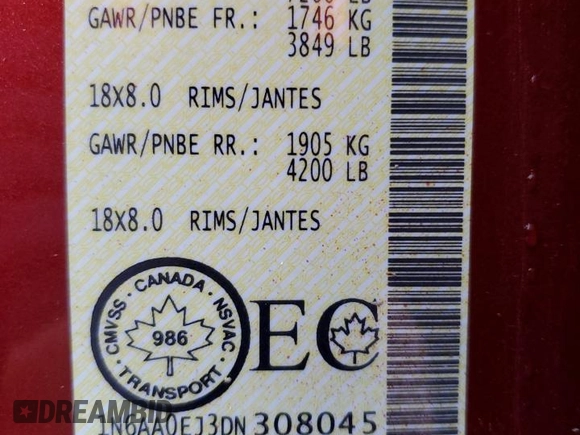 GAWR/PNBE FR.: 1746 KG
3849 LB
18X8.0 RIMS/JANTES
GAWR/PNBE RR.: 1905 KG
4200 LB
18X8.0 RIMS/JANTES
CANADA · NSVAC · TRANSPORT · CMVSS ·
986
EC
1N6AA0EJ3DN308045
DREAMBID